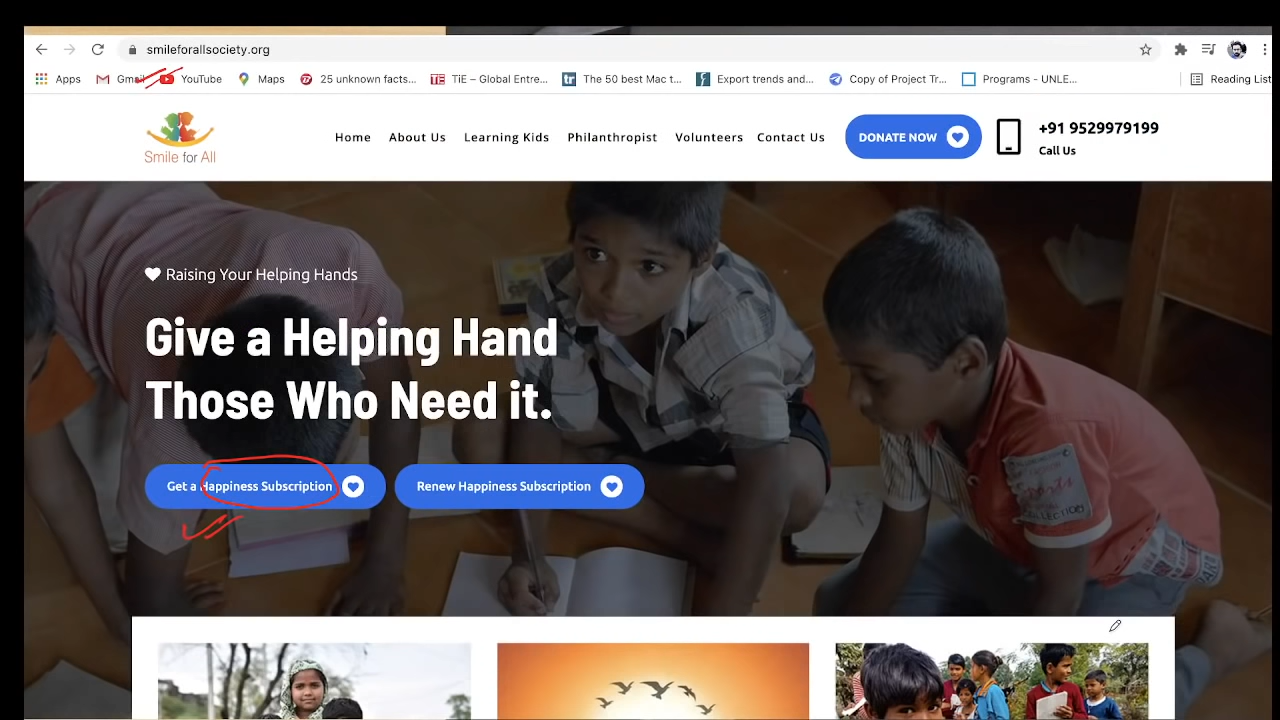 smileforallsociety.org
Apps Gmail YouTube Maps 25 unknown facts... TiE – Global Entre... The 50 best Mac t... Export trends and... Copy of Project Tr... Programs - UNLE... Reading List
Smile for All
Home About Us Learning Kids Philanthropist Volunteers Contact Us DONATE NOW
+91 9529979199
Call Us
Raising Your Helping Hands
Give a Helping Hand
Those Who Need it.
Get a Happiness Subscription Renew Happiness Subscription